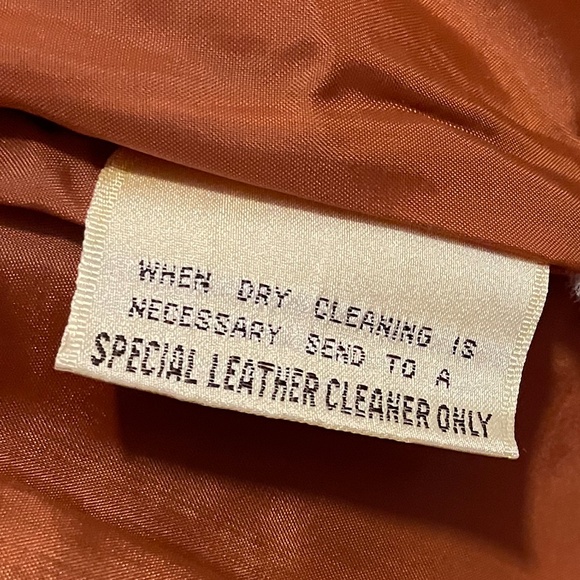 WHEN DRY CLEANING IS
NECESSARY SEND TO A
SPECIAL LEATHER CLEANER ONLY